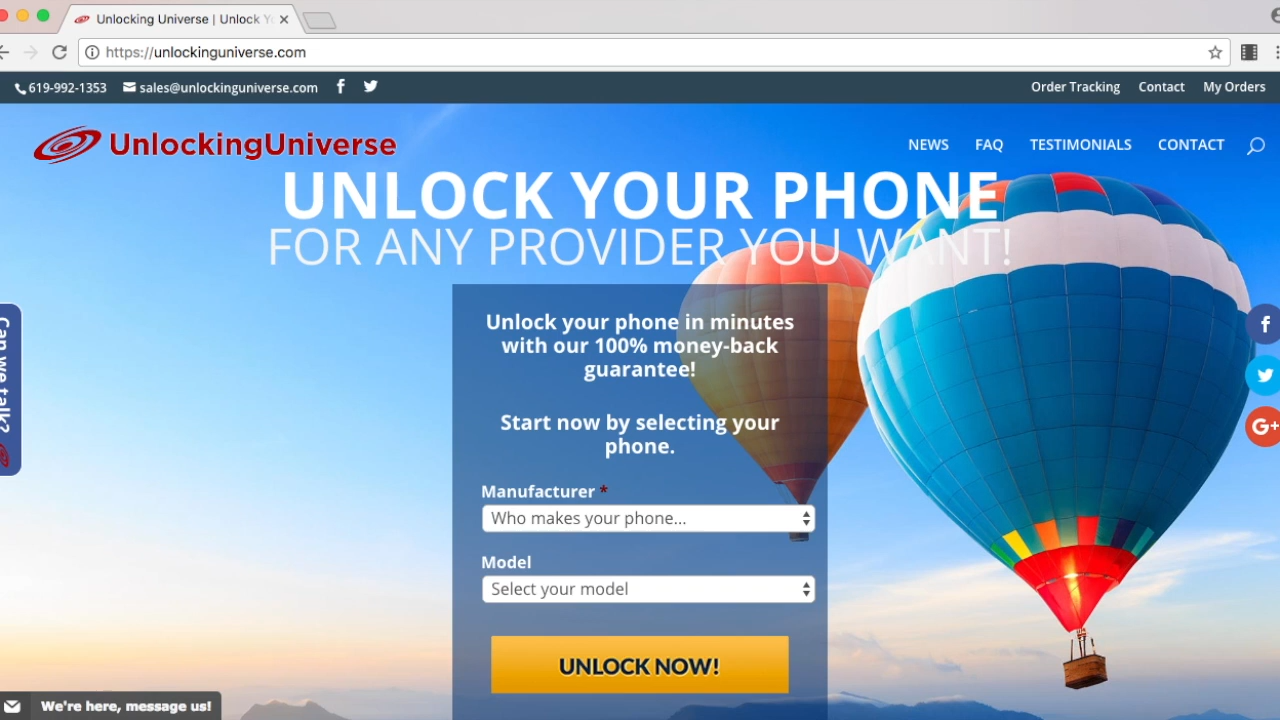 Unlocking Universe | Unlock Yo
https://unlockinguniverse.com
619-992-1353 sales@unlockinguniverse.com Order Tracking Contact My Orders
UnlockingUniverse NEWS FAQ TESTIMONIALS CONTACT
UNLOCK YOUR PHONE
FOR ANY PROVIDER YOU WANT!
Unlock your phone in minutes
with our 100% money-back
guarantee!
Start now by selecting your
phone.
Manufacturer *
Who makes your phone...
Model
Select your model
UNLOCK NOW!
Can we talk?
G+
We're here, message us!